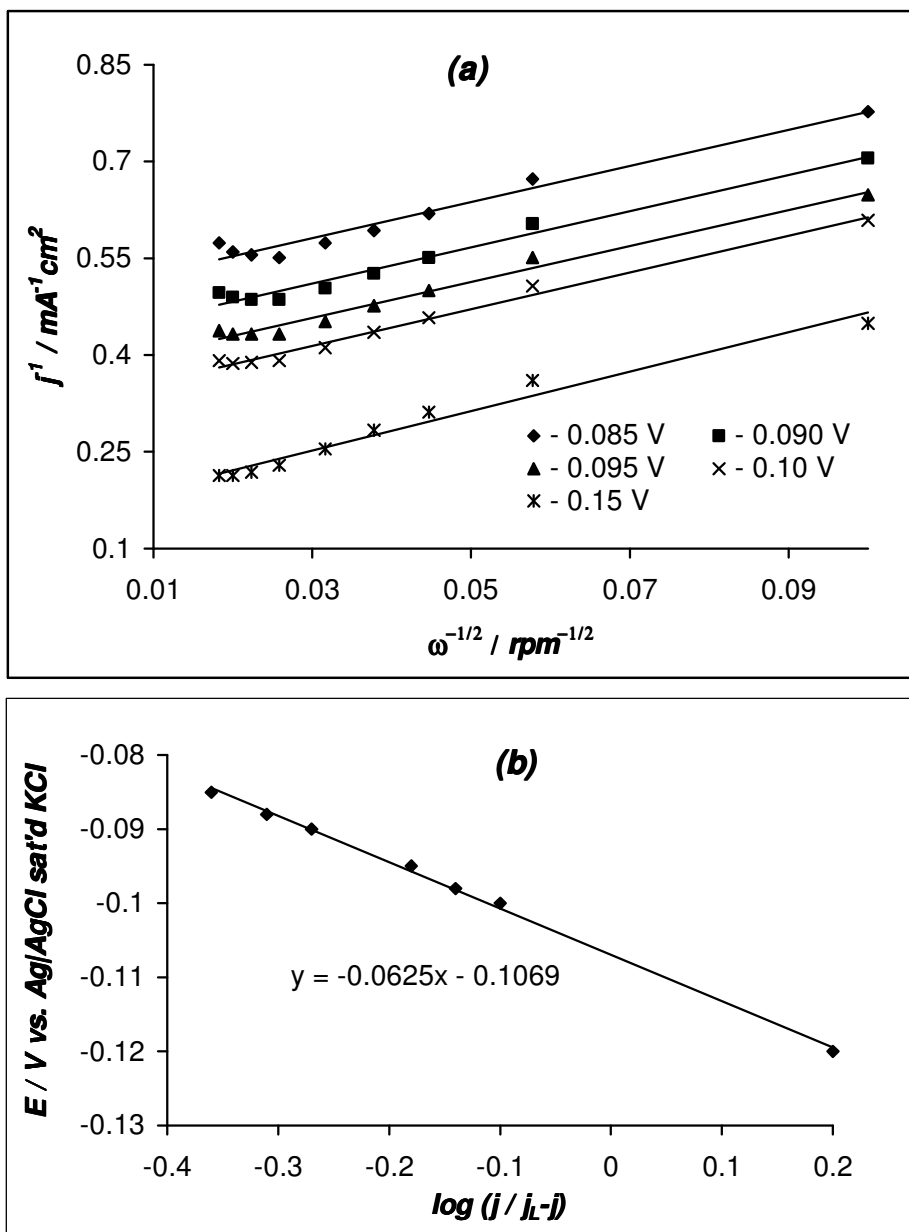 (a)
0.85
0.7
0.55
0.4
0.25
0.1
j⁻¹ / mA⁻¹cm²
- 0.085 V - 0.090 V
- 0.095 V - 0.10 V
- 0.15 V
0.01 0.03 0.05 0.07 0.09
ω⁻¹/² / rpm⁻¹/²
(b)
-0.08
-0.09
-0.1
-0.11
-0.12
-0.13
E / V vs. Ag|AgCl sat'd KCl
y = -0.0625x - 0.1069
-0.4 -0.3 -0.2 -0.1 0 0.1 0.2
log (j / jL-j)